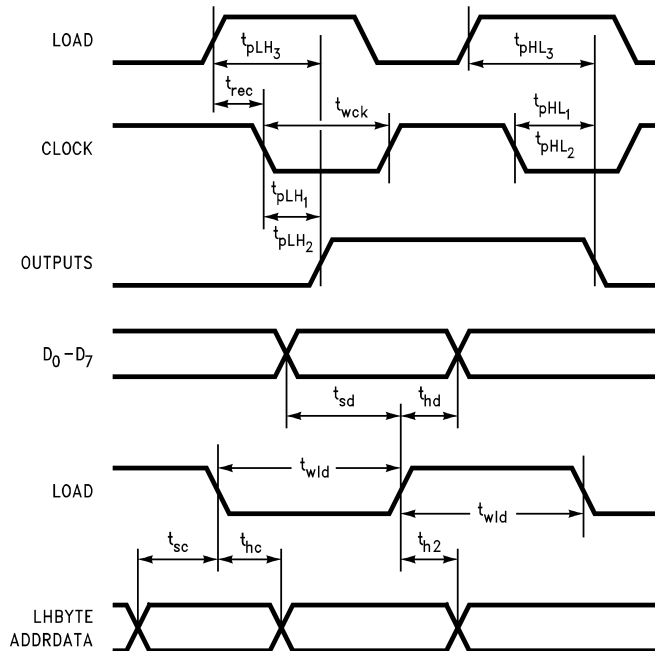 LOAD
tpLH3
tpHL3
trec
twck
tpHL1
CLOCK
tpHL2
tpLH1
tpLH2
OUTPUTS
D0–D7
tsd
thd
twld
LOAD
twld
tsc
thc
th2
LHBYTE
ADDRDATA